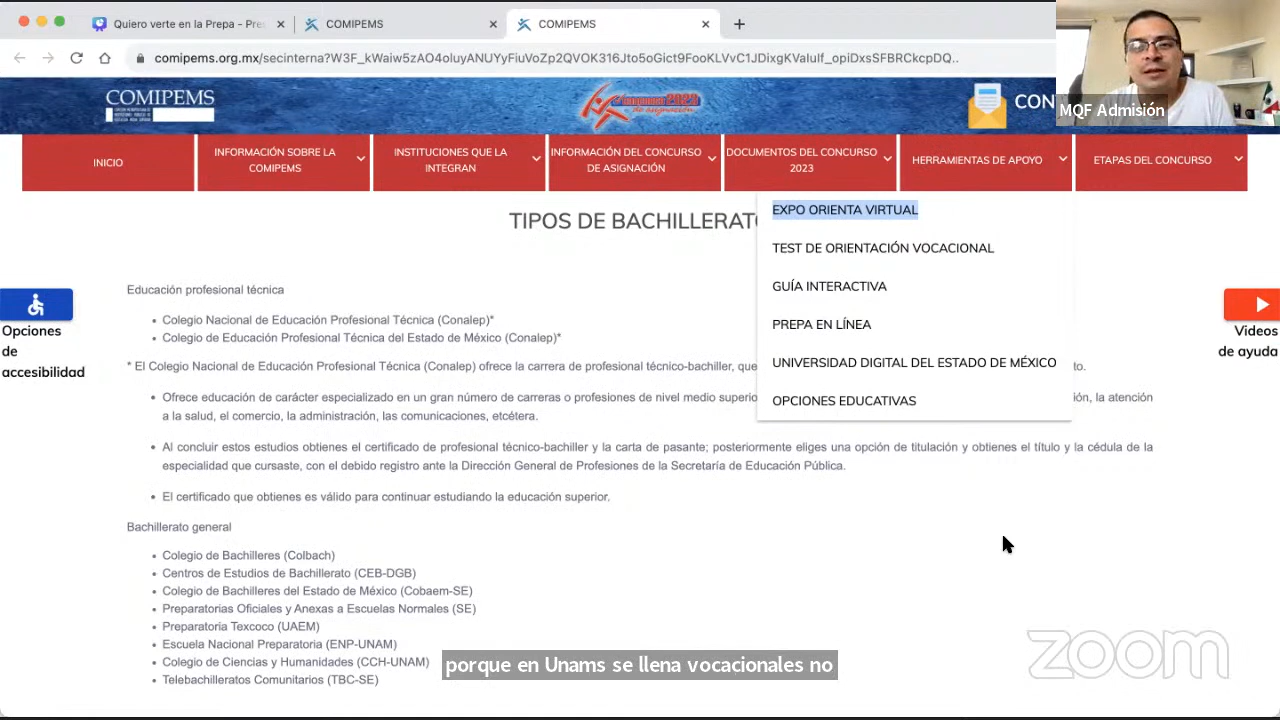 Quiero verte en la Prepa - Pre
COMIPEMS
COMIPEMS
comipems.org.mx/secinterna?W3F_kWaiw5zAO4oluyANUYyFiuVoZp2QVOK316Jto5oGict9FooKLVvC1JDixgKVaIuIf_opiDxsSFBRCkcpDQ..
COMIPEMS
CON
MQF Admisión
INICIO
INFORMACIÓN SOBRE LA
COMIPEMS
INSTITUCIONES QUE LA
INTEGRAN
INFORMACIÓN DEL CONCURSO
DE ASIGNACIÓN
DOCUMENTOS DEL CONCURSO
2023
HERRAMIENTAS DE APOYO
ETAPAS DEL CONCURSO
TIPOS DE BACHILLERATO
EXPO ORIENTA VIRTUAL
TEST DE ORIENTACIÓN VOCACIONAL
GUÍA INTERACTIVA
PREPA EN LÍNEA
UNIVERSIDAD DIGITAL DEL ESTADO DE MÉXICO
OPCIONES EDUCATIVAS
Opciones
de
accesibilidad
Videos
de ayuda
Educación profesional técnica
• Colegio Nacional de Educación Profesional Técnica (Conalep)*
• Colegio de Educación Profesional Técnica del Estado de México (Conalep)*
* El Colegio Nacional de Educación Profesional Técnica (Conalep) ofrece la carrera de profesional técnico-bachiller, que to.
• Ofrece educación de carácter especializado en un gran número de carreras o profesiones de nivel medio superio n, la atención
a la salud, el comercio, la administración, las comunicaciones, etcétera.
• Al concluir estos estudios obtienes el certificado de profesional técnico-bachiller y la carta de pasante; posteriormente eliges una opción de titulación y obtienes el título y la cédula de la
especialidad que cursaste, con el debido registro ante la Dirección General de Profesiones de la Secretaría de Educación Pública.
• El certificado que obtienes es válido para continuar estudiando la educación superior.
Bachillerato general
• Colegio de Bachilleres (Colbach)
• Centros de Estudios de Bachillerato (CEB-DGB)
• Colegio de Bachilleres del Estado de México (Cobaem-SE)
• Preparatorias Oficiales y Anexas a Escuelas Normales (SE)
• Preparatoria Texcoco (UAEM)
• Escuela Nacional Preparatoria (ENP-UNAM)
• Colegio de Ciencias y Humanidades (CCH-UNAM)
• Telebachilleratos Comunitarios (TBC-SE)
porque en Unams se llena vocacionales no
zoom